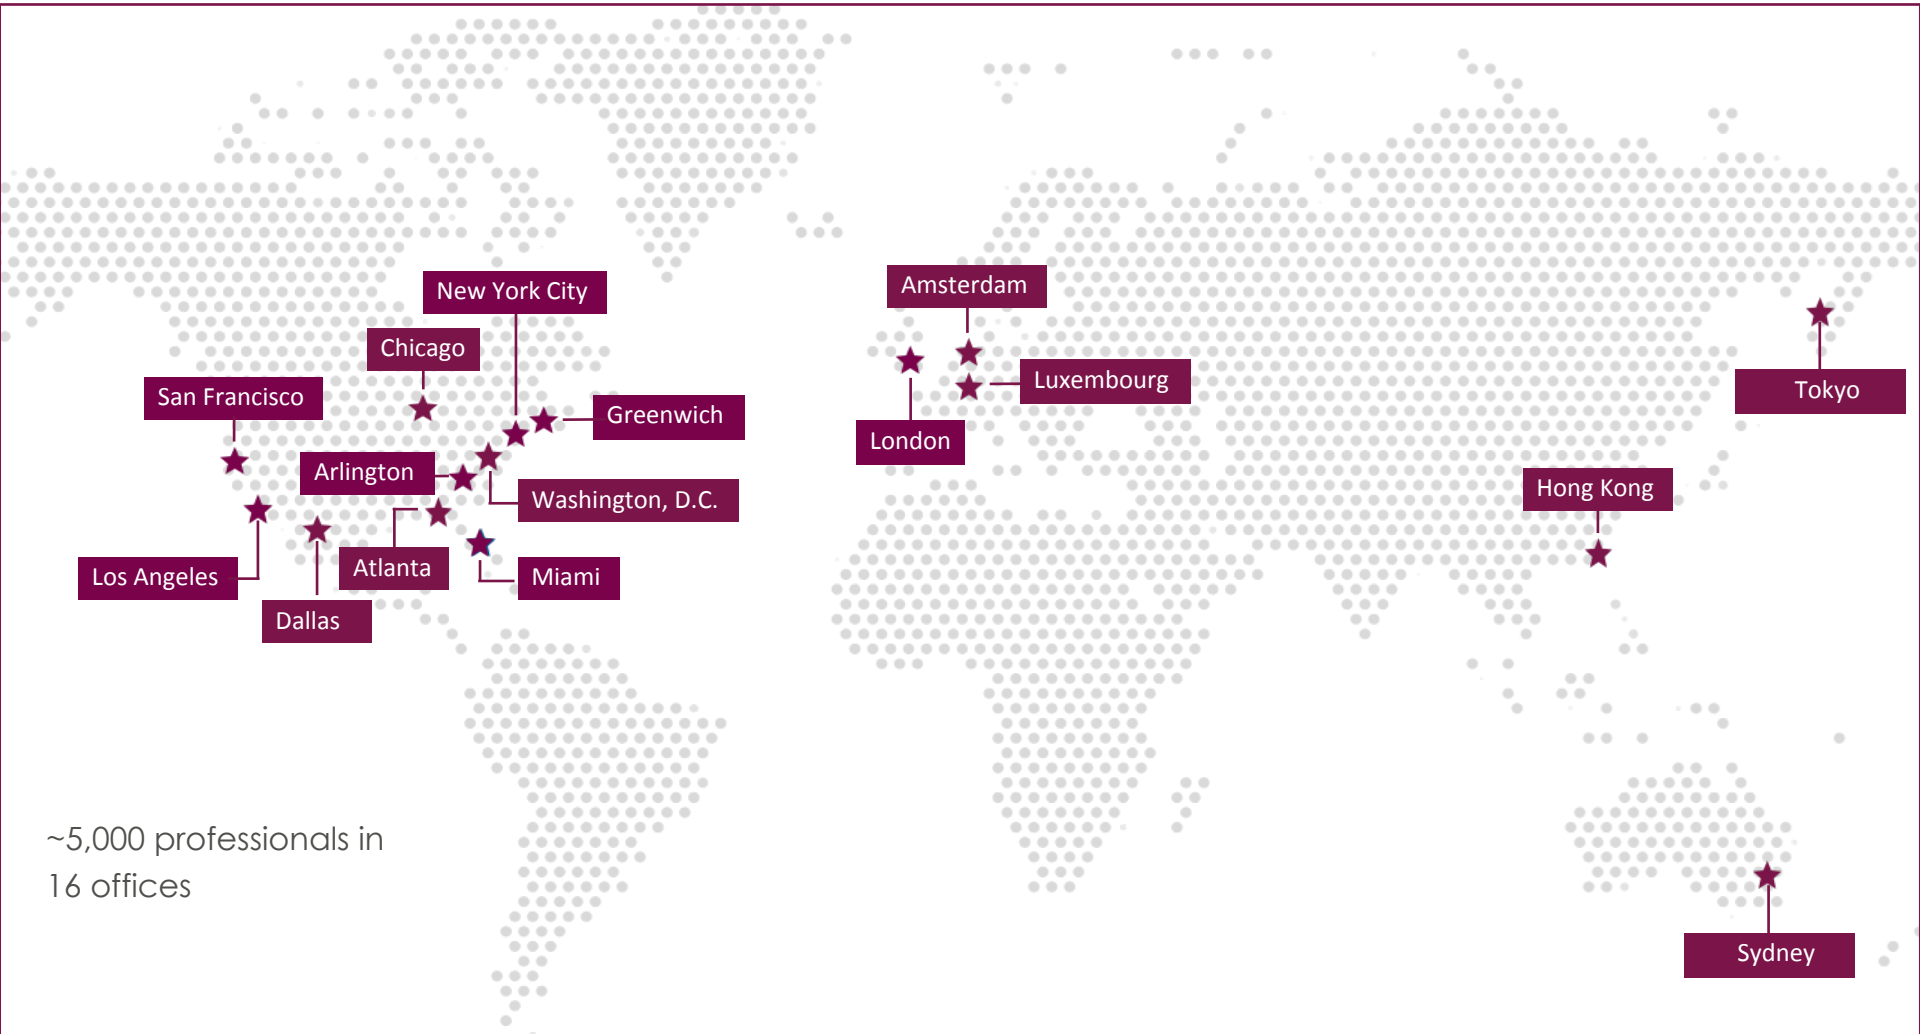 New York City
Amsterdam
Chicago
Luxembourg
San Francisco
Tokyo
Greenwich
London
Arlington
Washington, D.C.
Hong Kong
Los Angeles
Atlanta
Miami
Dallas
~5,000 professionals in
16 offices
Sydney